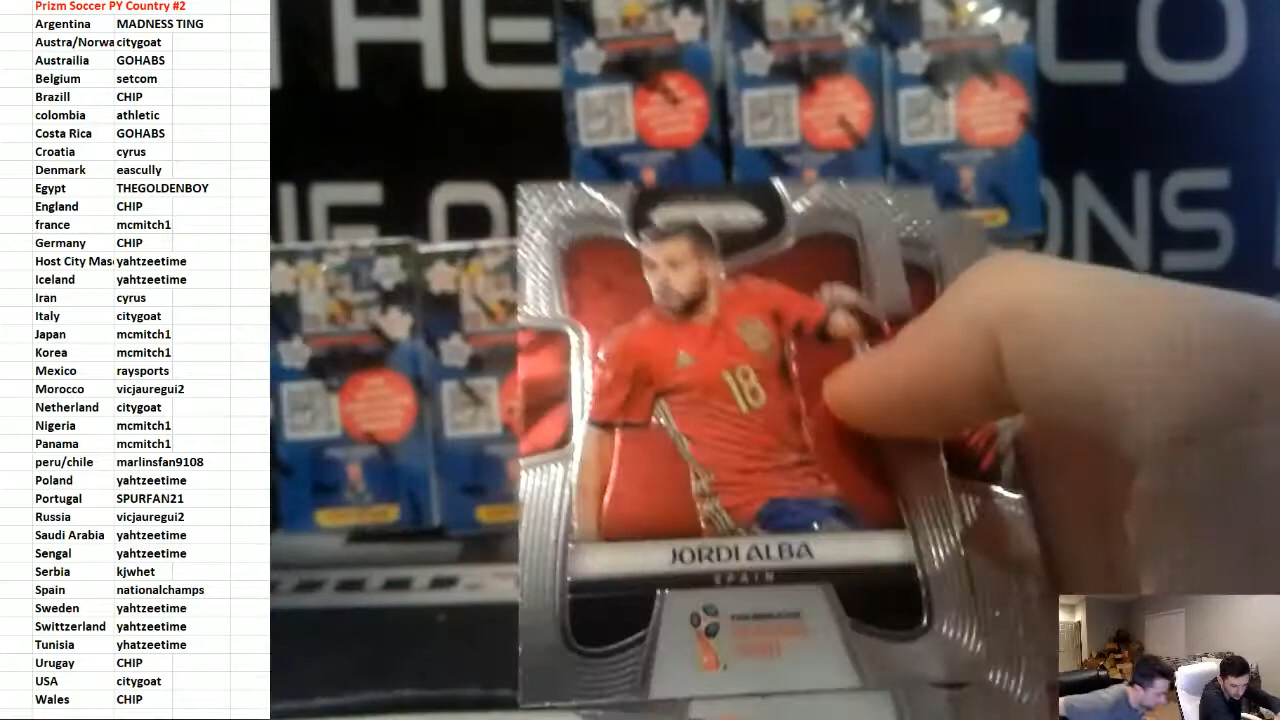 Prizm Soccer PY Country #2
Argentina MADNESS TING
Austra/Norwa citygoat
Austrailia GOHABS
Belgium setcom
Brazill CHIP
colombia athletic
Costa Rica GOHABS
Croatia cyrus
Denmark eascully
Egypt THEGOLDENBOY
England CHIP
france mcmitch1
Germany CHIP
Host City Mas yahtzeetime
Iceland yahtzeetime
Iran cyrus
Italy citygoat
Japan mcmitch1
Korea mcmitch1
Mexico raysports
Morocco vicjauregui2
Netherland citygoat
Nigeria mcmitch1
Panama mcmitch1
peru/chile marlinsfan9108
Poland yahtzeetime
Portugal SPURFAN21
Russia vicjauregui2
Saudi Arabia yahtzeetime
Sengal yahtzeetime
Serbia kjwhet
Spain nationalchamps
Sweden yahtzeetime
Swittzerland yahtzeetime
Tunisia yhatzeetime
Urugay CHIP
USA citygoat
Wales CHIP
THE
18
JORDI ALBA
SPAIN